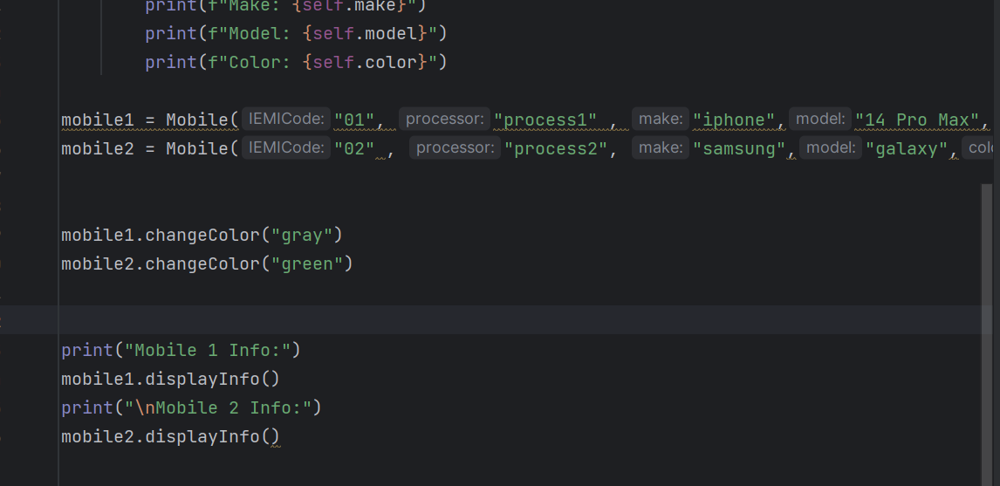 print(f"Make: {self.make}")
print(f"Model: {self.model}")
print(f"Color: {self.color}")
mobile1 = Mobile( IEMICode: "01", processor: "process1" , make: "iphone", model: "14 Pro Max",
mobile2 = Mobile( IEMICode: "02" , processor: "process2", make: "samsung", model: "galaxy",
mobile1.changeColor("gray")
mobile2.changeColor("green")
print("Mobile 1 Info:")
mobile1.displayInfo()
print("\nMobile 2 Info:")
mobile2.displayInfo()